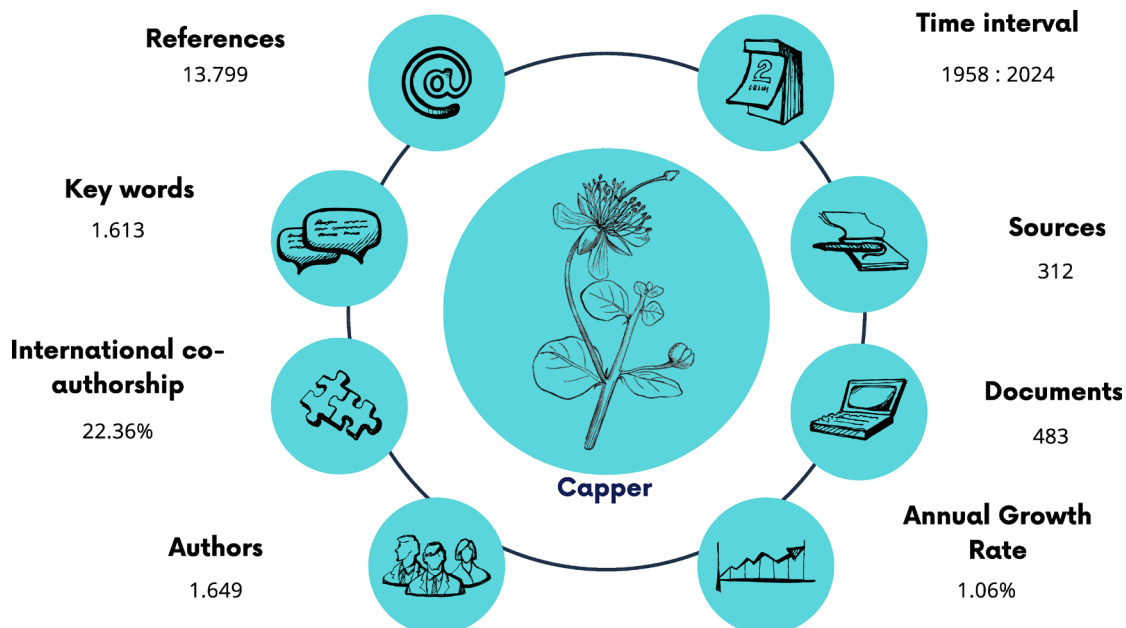 References
13.799
Time interval
1958 : 2024
Key words
1.613
Sources
312
International co-
authorship
22.36%
Documents
483
Capper
Authors
1.649
Annual Growth
Rate
1.06%
2